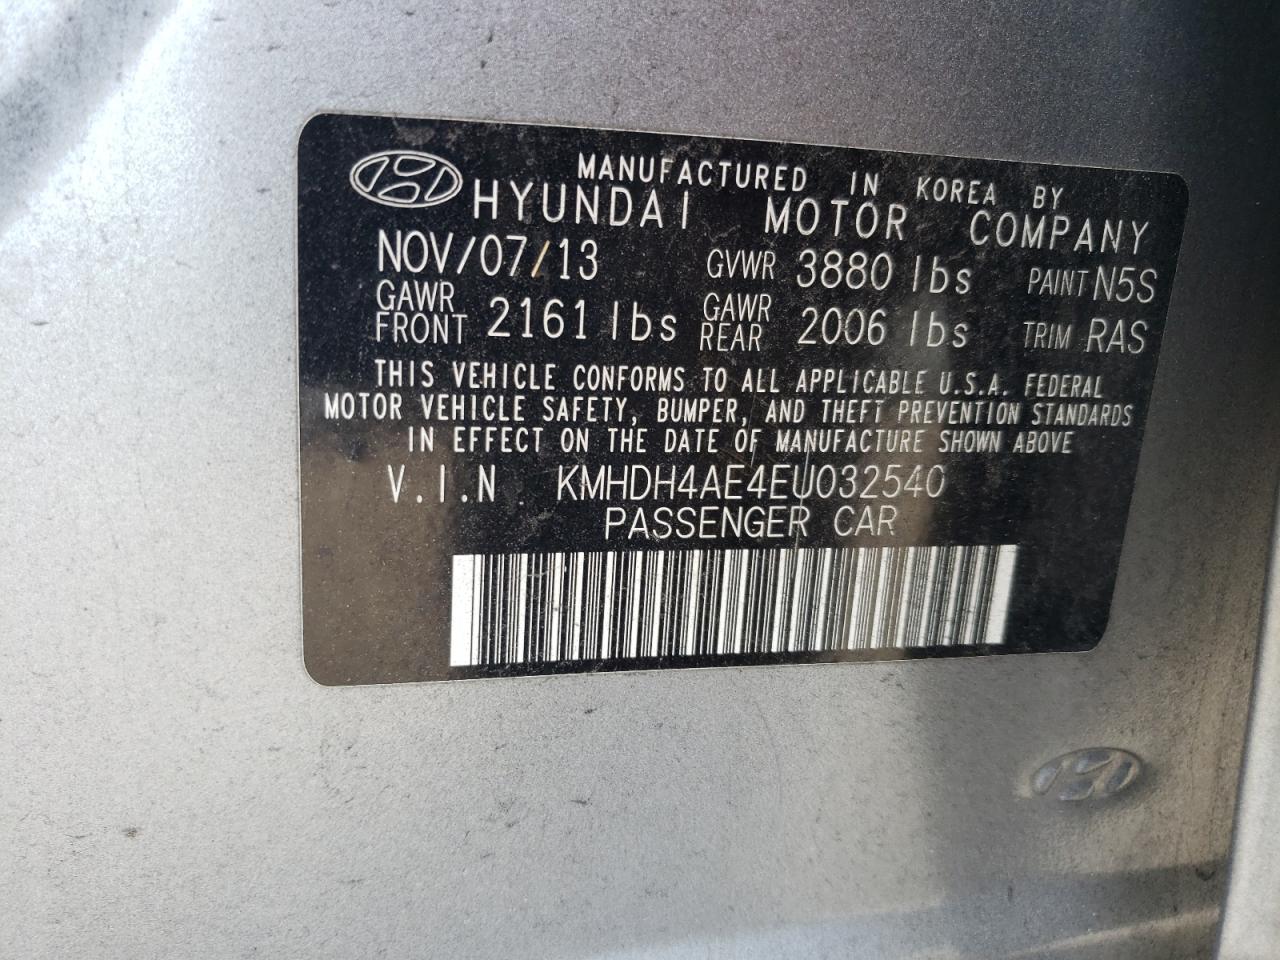 MANUFACTURED IN KOREA BY
HYUNDAI MOTOR COMPANY
NOV/07/13 GVWR 3880 lbs PAINT N5S
GAWR FRONT 2161 lbs GAWR REAR 2006 lbs TRIM RAS
THIS VEHICLE CONFORMS TO ALL APPLICABLE U.S.A. FEDERAL
MOTOR VEHICLE SAFETY, BUMPER, AND THEFT PREVENTION STANDARDS
IN EFFECT ON THE DATE OF MANUFACTURE SHOWN ABOVE
V.I.N KMHDH4AE4EU032540
PASSENGER CAR